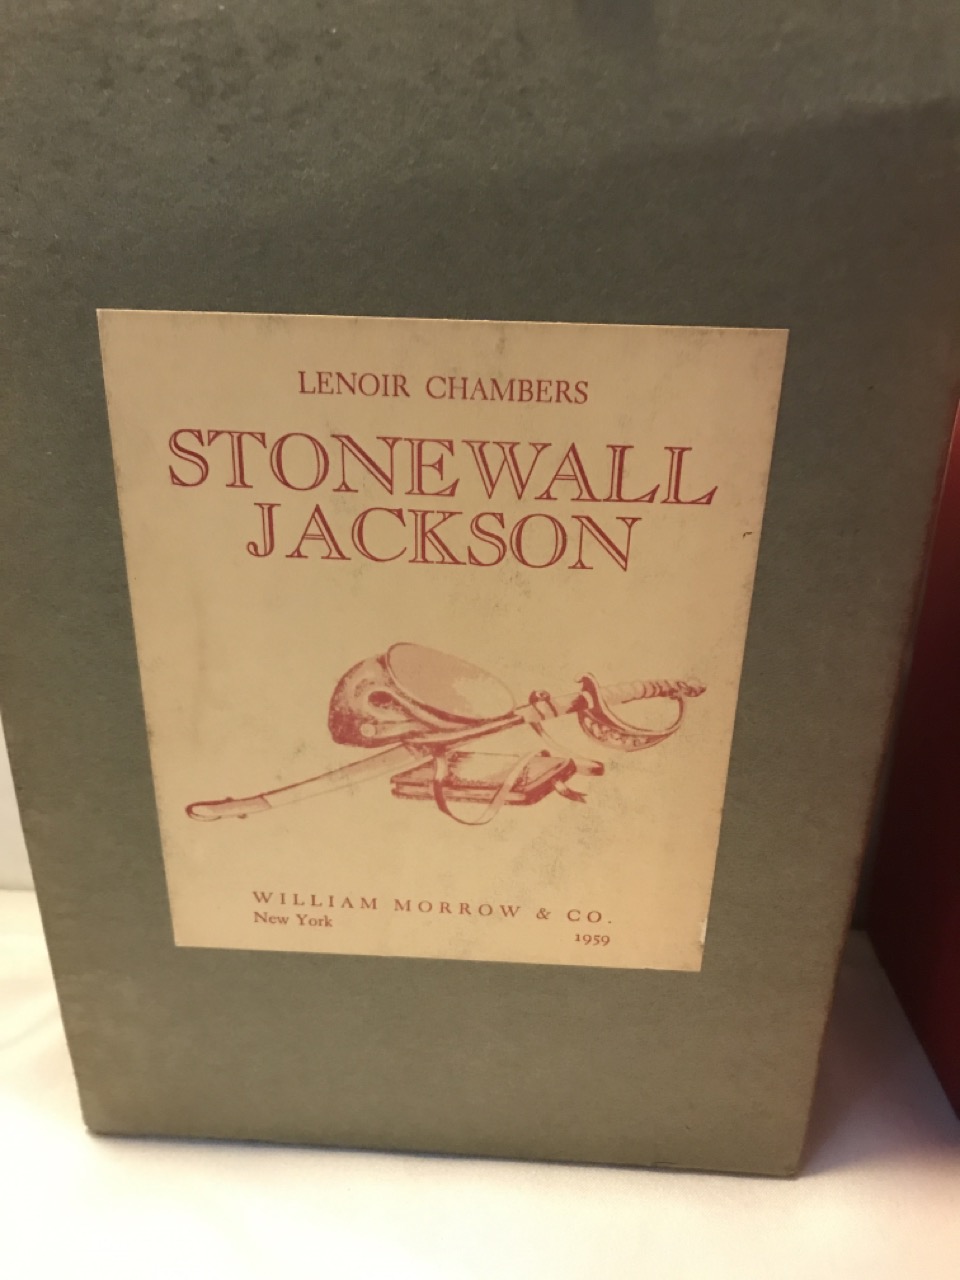 LENOIR CHAMBERS
STONEWALL
JACKSON
WILLIAM MORROW & CO.
New York
1959